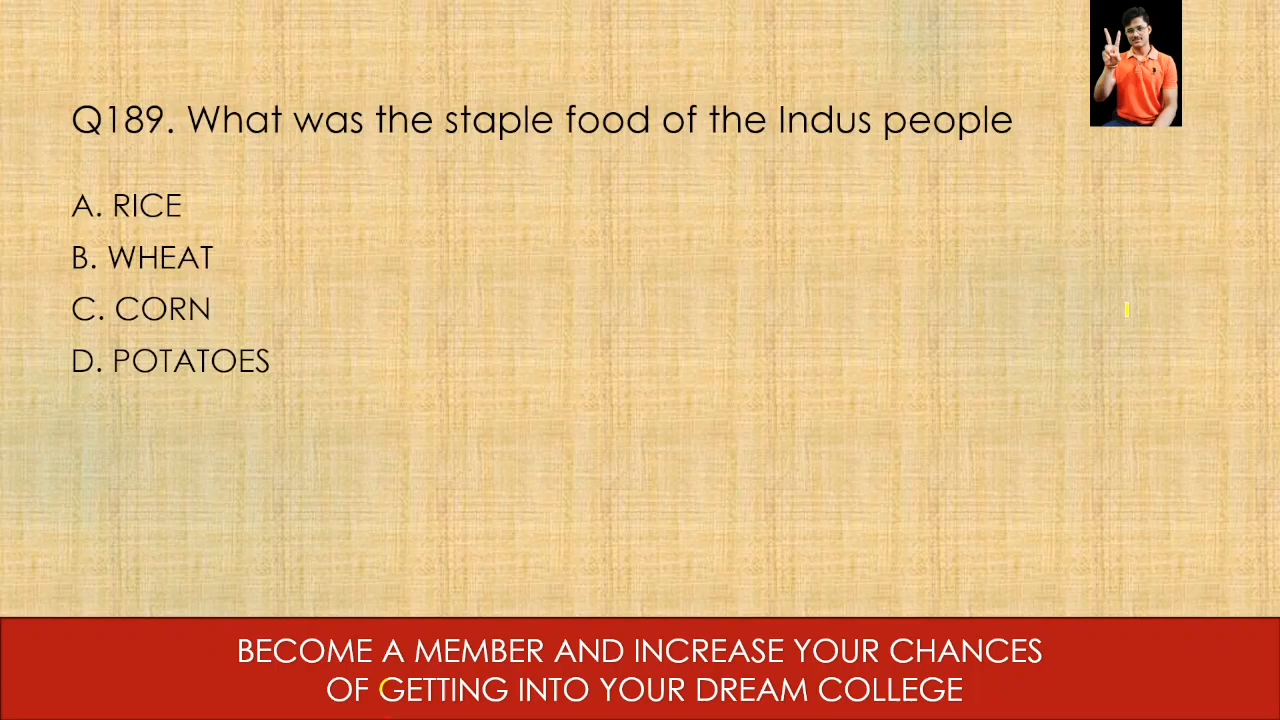 Q189. What was the staple food of the Indus people
A. RICE
B. WHEAT
C. CORN
D. POTATOES
BECOME A MEMBER AND INCREASE YOUR CHANCES
OF GETTING INTO YOUR DREAM COLLEGE